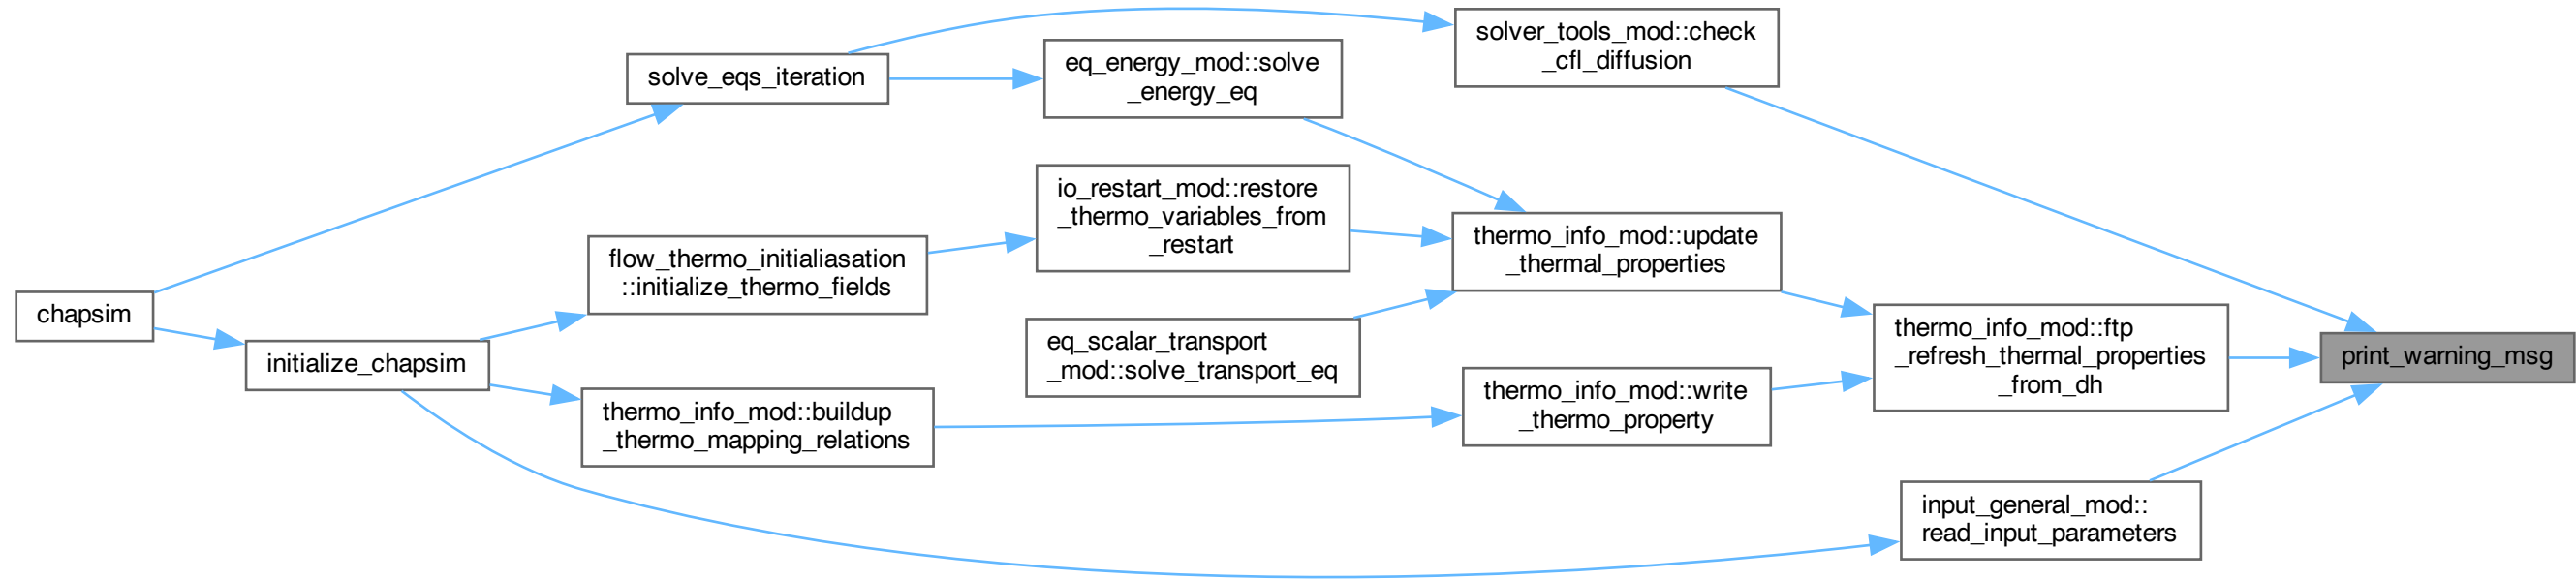 chapsim
solve_eqs_iteration
initialize_chapsim
flow_thermo_initialiasation
::initialize_thermo_fields
thermo_info_mod::buildup
_thermo_mapping_relations
eq_energy_mod::solve
_energy_eq
io_restart_mod::restore
_thermo_variables_from
_restart
eq_scalar_transport
_mod::solve_transport_eq
solver_tools_mod::check
_cfl_diffusion
thermo_info_mod::update
_thermal_properties
thermo_info_mod::write
_thermo_property
thermo_info_mod::ftp
_refresh_thermal_properties
_from_dh
input_general_mod::
read_input_parameters
print_warning_msg